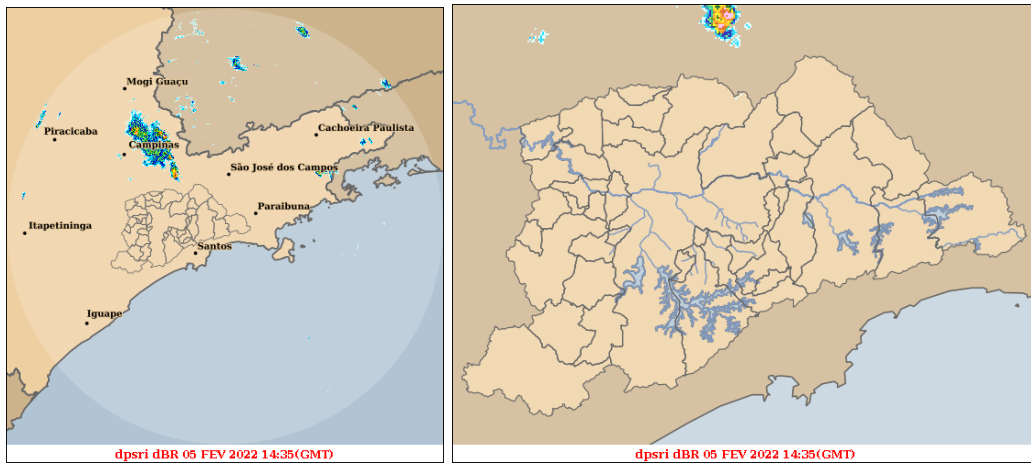 Mogi Guaçu
Piracicaba
Cachoeira Paulista
Campinas
São José dos Campos
Paraibuna
Itapetininga
Santos
Iguape
dpsri dBR 05 FEV 2022 14:35(GMT)
dpsri dBR 05 FEV 2022 14:35(GMT)